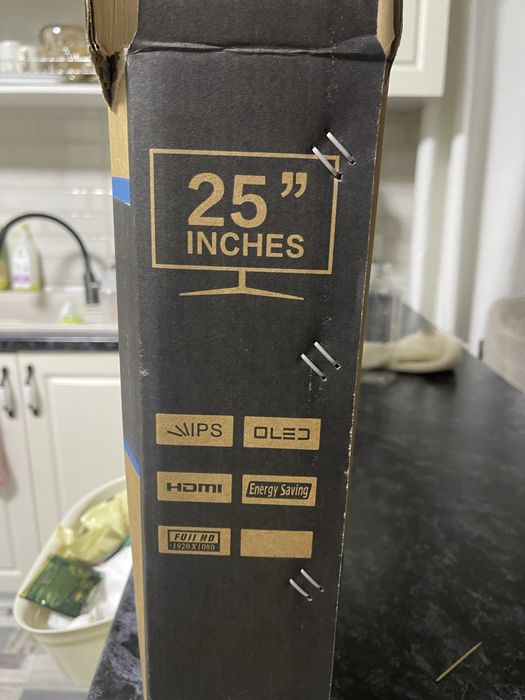 25”
INCHES
IPS OLED
HDMI Energy Saving
FUll HD
1920X1080